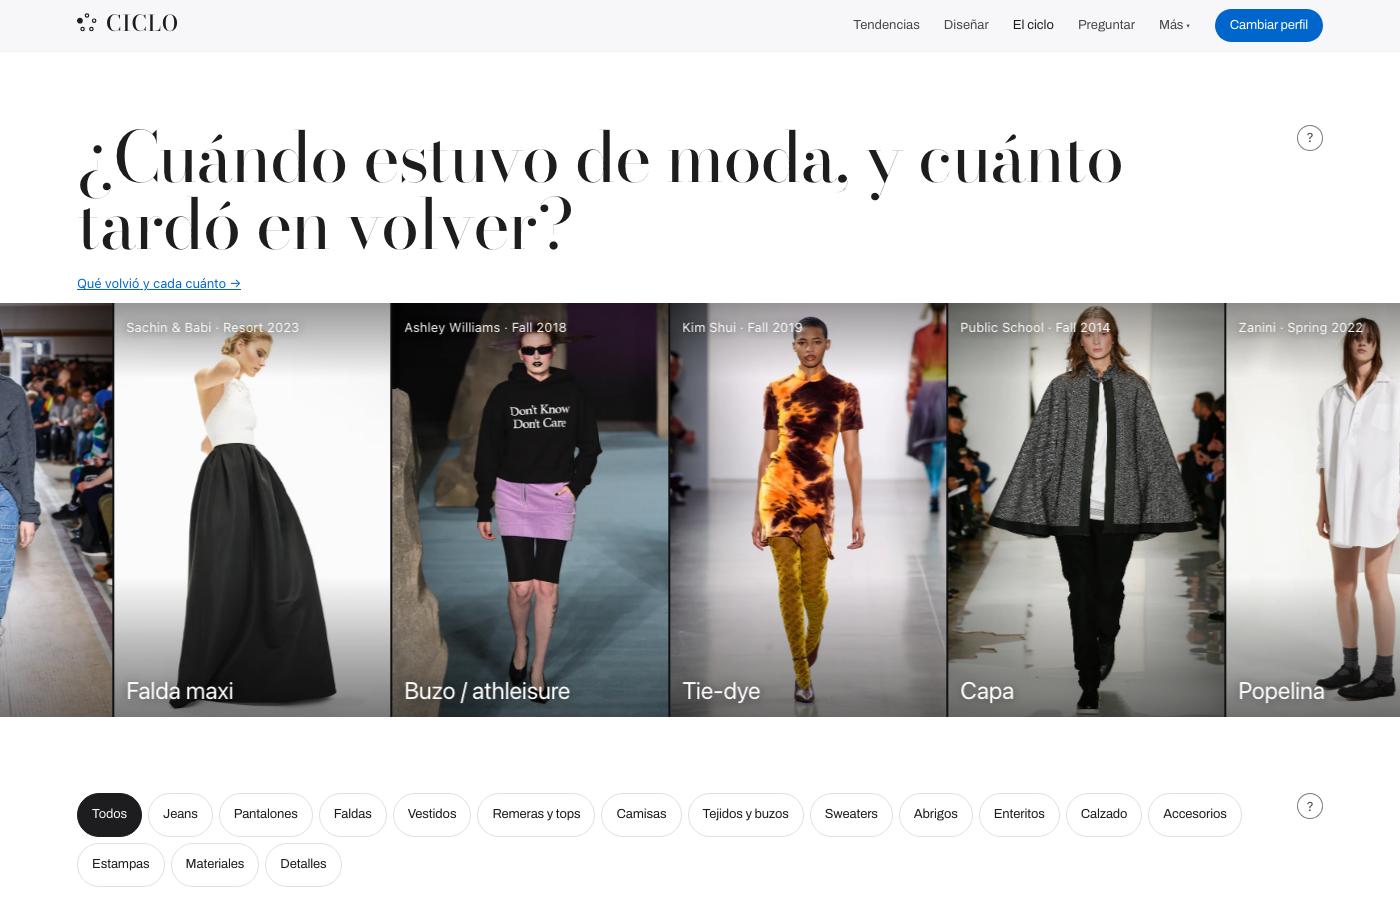 CICLO
Tendencias
Diseñar
El ciclo
Preguntar
Más
Cambiar perfil
¿Cuándo estuvo de moda, y cuánto
tardó en volver?
?
Qué volvió y cada cuánto →
Sachin & Babi · Resort 2023
Falda maxi
Ashley Williams · Fall 2018
Don't Know
Don't Care
Buzo / athleisure
Kim Shui · Fall 2019
Tie-dye
Public School · Fall 2014
Capa
Zanini · Spring 2022
Popelina
Todos
Jeans
Pantalones
Faldas
Vestidos
Remeras y tops
Camisas
Tejidos y buzos
Sweaters
Abrigos
Enteritos
Calzado
Accesorios
?
Estampas
Materiales
Detalles